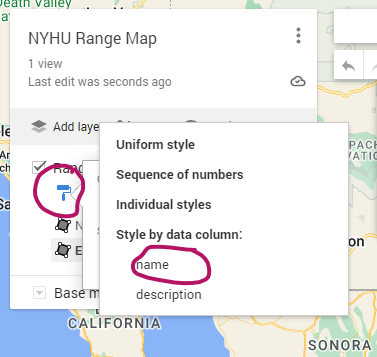 Death Valley
NYHU Range Map
1 view
Last edit was seconds ago
Add laye
Rang
Uniform style
Sequence of numbers
Individual styles
Style by data column:
name
description
N
E
Base m
CALIFORNIA
SONORA